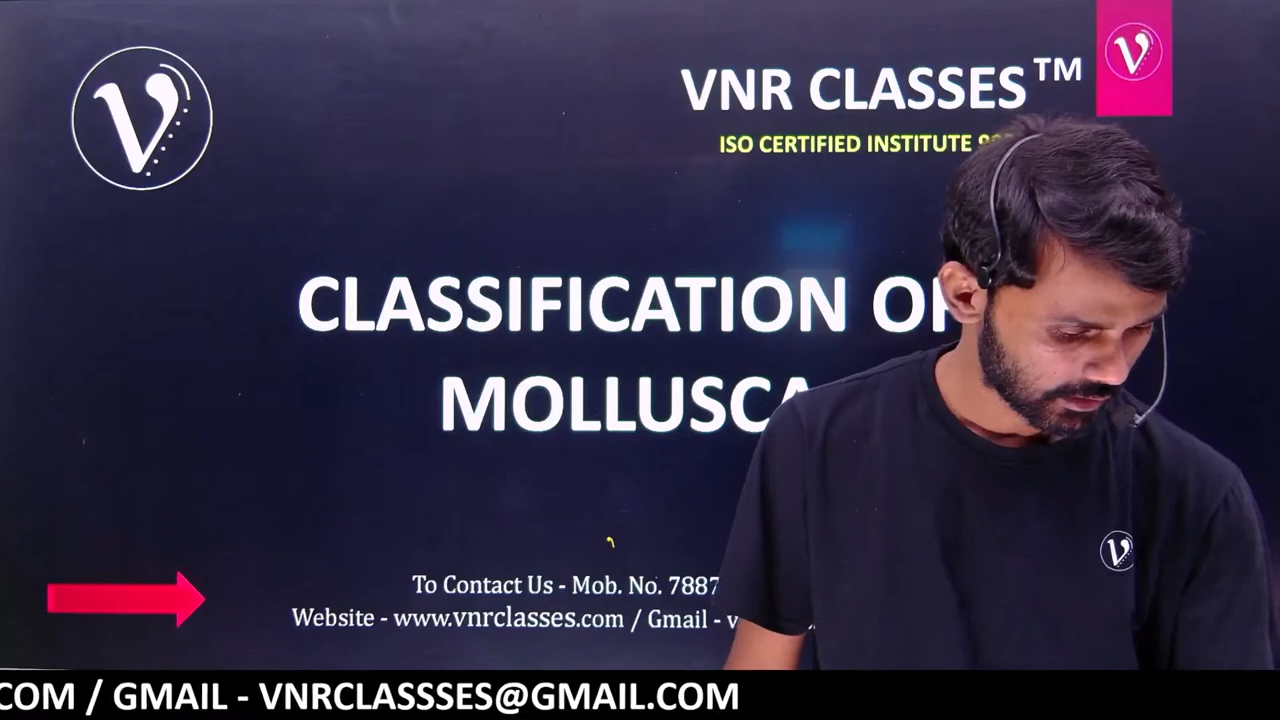 VNR CLASSES™
ISO CERTIFIED INSTITUTE
CLASSIFICATION OF
MOLLUSCA
To Contact Us - Mob. No. 7887
Website - www.vnrclasses.com / Gmail - v
COM / GMAIL - VNRCLASSSES@GMAIL.COM